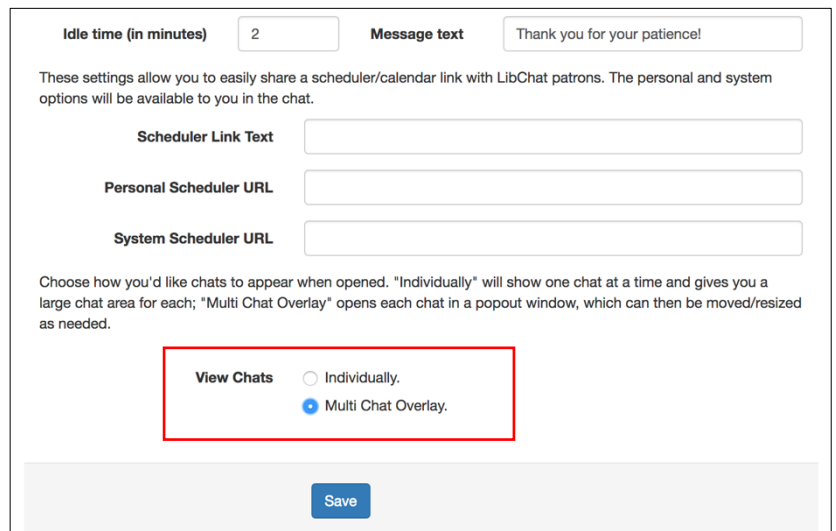 Idle time (in minutes) 2 Message text Thank you for your patience!
These settings allow you to easily share a scheduler/calendar link with LibChat patrons. The personal and system
options will be available to you in the chat.
Scheduler Link Text
Personal Scheduler URL
System Scheduler URL
Choose how you'd like chats to appear when opened. "Individually" will show one chat at a time and gives you a
large chat area for each; "Multi Chat Overlay" opens each chat in a popout window, which can then be moved/resized
as needed.
View Chats Individually.
Multi Chat Overlay.
Save